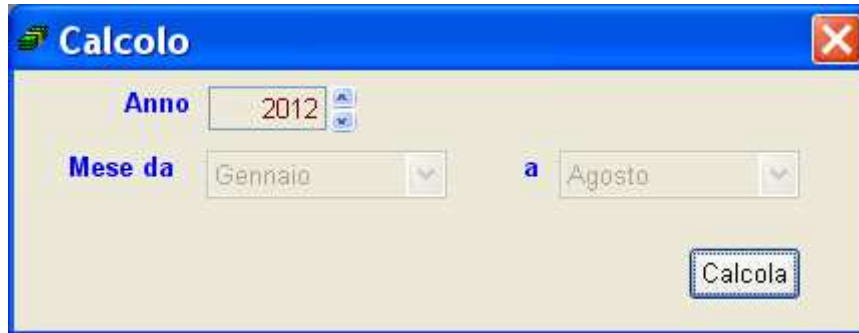 Calcolo
Anno 2012
Mese da Gennaio a Agosto
Calcola